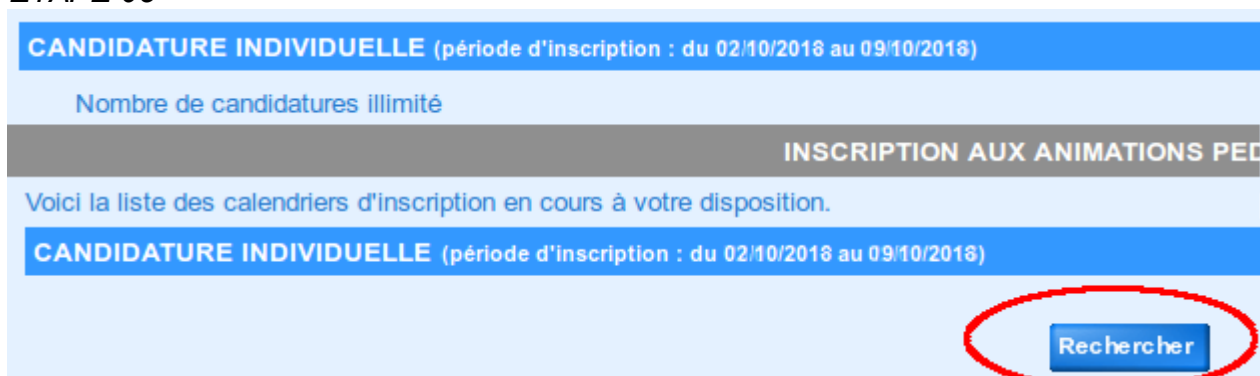 CANDIDATURE INDIVIDUELLE (période d'inscription : du 02/10/2018 au 09/10/2018)
Nombre de candidatures illimité
INSCRIPTION AUX ANIMATIONS PED
Voici la liste des calendriers d'inscription en cours à votre disposition.
CANDIDATURE INDIVIDUELLE (période d'inscription : du 02/10/2018 au 09/10/2018)
Rechercher